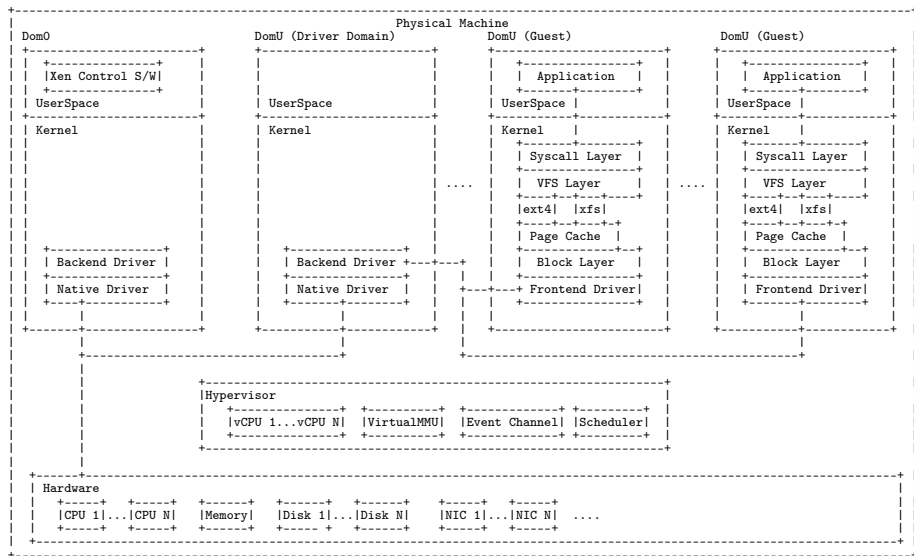 Physical Machine
Dom0 DomU (Driver Domain) DomU (Guest) DomU (Guest)
Xen Control S/W Application Application
UserSpace UserSpace UserSpace UserSpace
Kernel Kernel Kernel Kernel
Syscall Layer Syscall Layer
.... VFS Layer .... VFS Layer
ext4 xfs ext4 xfs
Page Cache Page Cache
Backend Driver Backend Driver Block Layer Block Layer
Native Driver Native Driver Frontend Driver Frontend Driver
Hypervisor
vCPU 1...vCPU N VirtualMMU Event Channel Scheduler
Hardware
CPU 1 ... CPU N Memory Disk 1 ... Disk N NIC 1 ... NIC N ....